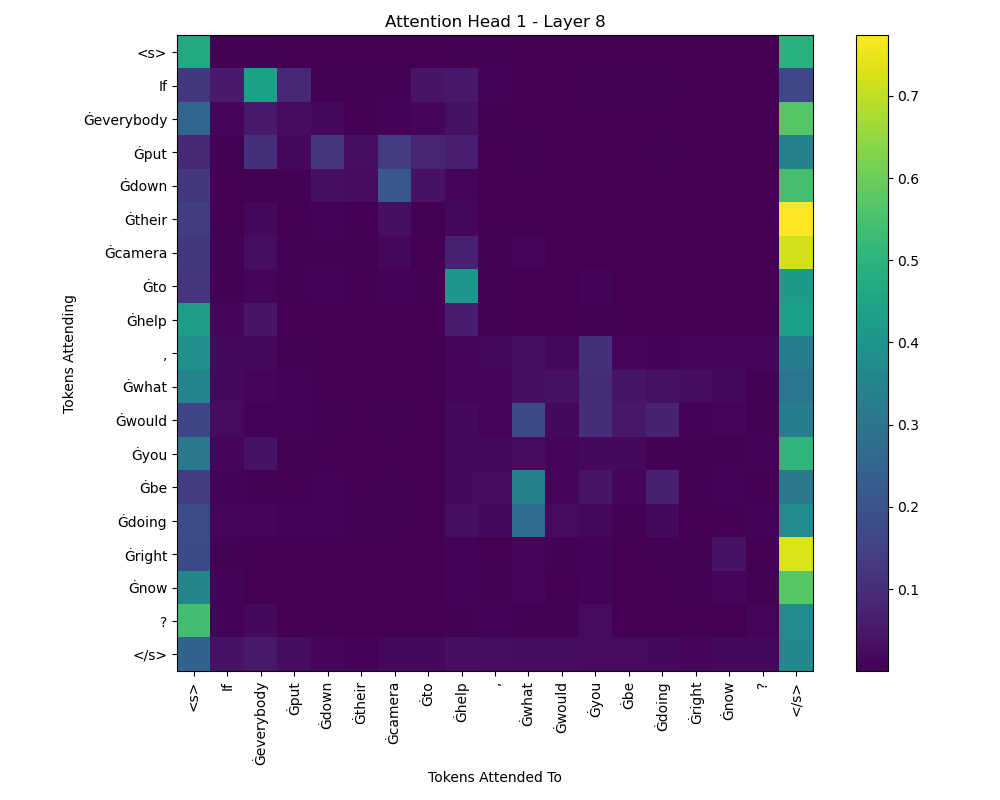 Attention Head 1 - Layer 8
Tokens Attending
<s>
If
Ġeverybody
Ġput
Ġdown
Ġtheir
Ġcamera
Ġto
Ġhelp
,
Ġwhat
Ġwould
Ġyou
Ġbe
Ġdoing
Ġright
Ġnow
?
</s>
<s>
If
Ġeverybody
Ġput
Ġdown
Ġtheir
Ġcamera
Ġto
Ġhelp
,
Ġwhat
Ġwould
Ġyou
Ġbe
Ġdoing
Ġright
Ġnow
?
</s>
Tokens Attended To
0.7
0.6
0.5
0.4
0.3
0.2
0.1